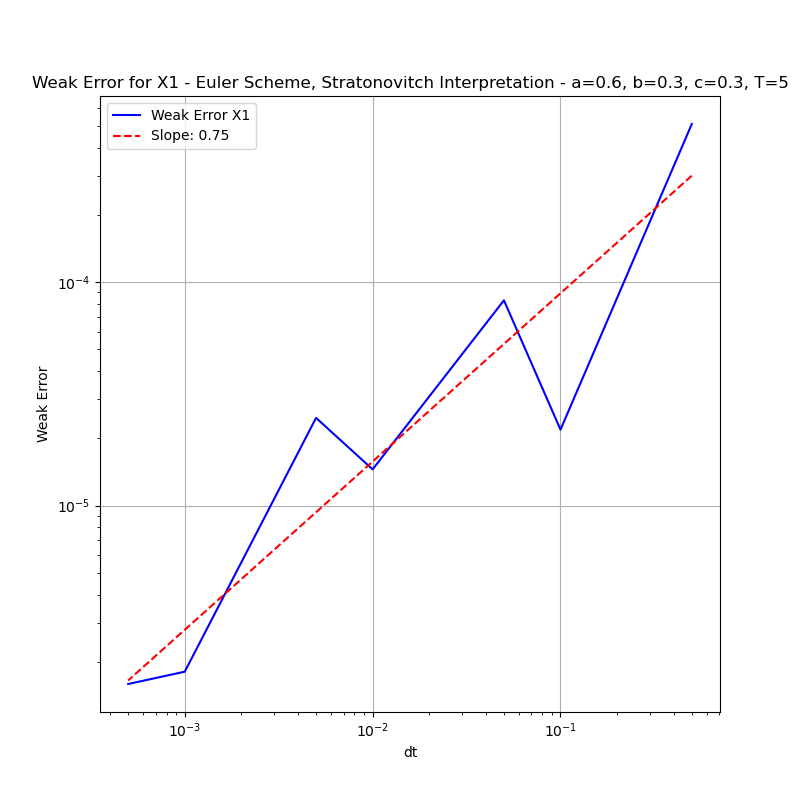 Weak Error for X1 - Euler Scheme, Stratonovitch Interpretation - a=0.6, b=0.3, c=0.3, T=5
Weak Error X1
Slope: 0.75
10⁻⁴
10⁻⁵
Weak Error
10⁻³
10⁻²
10⁻¹
dt